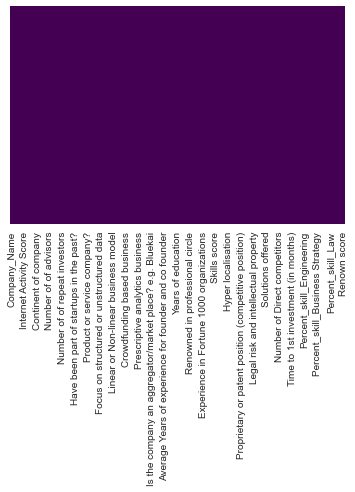 Company_Name
Internet Activity Score
Continent of company
Number of advisors
Number of of repeat investors
Have been part of startups in the past?
Product or service company?
Focus on structured or unstructured data
Linear or Non-linear business model
Crowdfunding based business
Prescriptive analytics business
Is the company an aggregator/market place? e.g. Bluekai
Average Years of experience for founder and co founder
Years of education
Renowned in professional circle
Experience in Fortune 1000 organizations
Skills score
Hyper localisation
Proprietary or patent position (competitive position)
Legal risk and intellectual property
Solutions offered
Number of Direct competitors
Time to 1st investment (in months)
Percent_skill_Engineering
Percent_skill_Business Strategy
Percent_skill_Law
Renown score